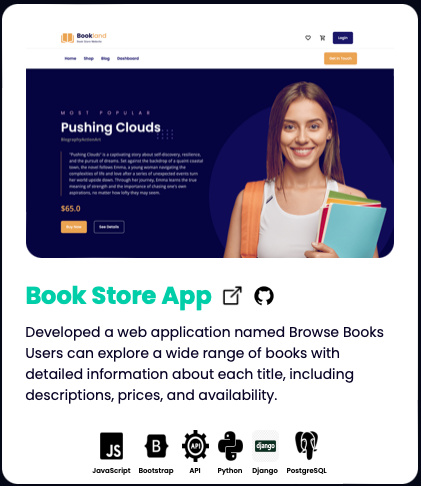 Bookland
Book Store Website
Login
Home Shop Blog Dashboard
Get in Touch
MOST POPULAR
Pushing Clouds
"Pushing Clouds" is a captivating story about self-discovery, resilience,
and the pursuit of dreams. Set against the backdrop of a quaint coastal
town, the novel follows Emma, a young woman navigating the
complexities of life and love after a series of unexpected events turn
her world upside down. Through her journey, Emma learns the true
meaning of strength and the importance of chasing one's own
aspirations, no matter how lofty they may seem.
$65.0
Buy Now See Details
Book Store App
Developed a web application named Browse Books
Users can explore a wide range of books with
detailed information about each title, including
descriptions, prices, and availability.
JS B API django
JavaScript Bootstrap API Python Django PostgreSQL